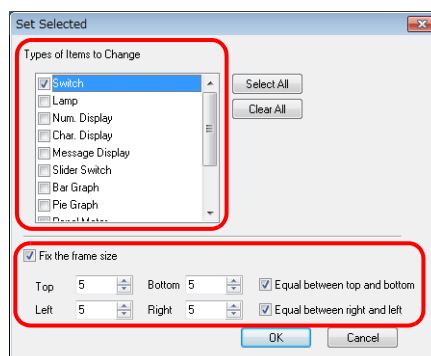 Set Selected
Types of Items to Change
Switch
Select All
Lamp
Clear All
Num. Display
Char. Display
Message Display
Slider Switch
Bar Graph
Pie Graph
Panel Meter
Fix the frame size
Top 5 Bottom 5 Equal between top and bottom
Left 5 Right 5 Equal between right and left
OK Cancel